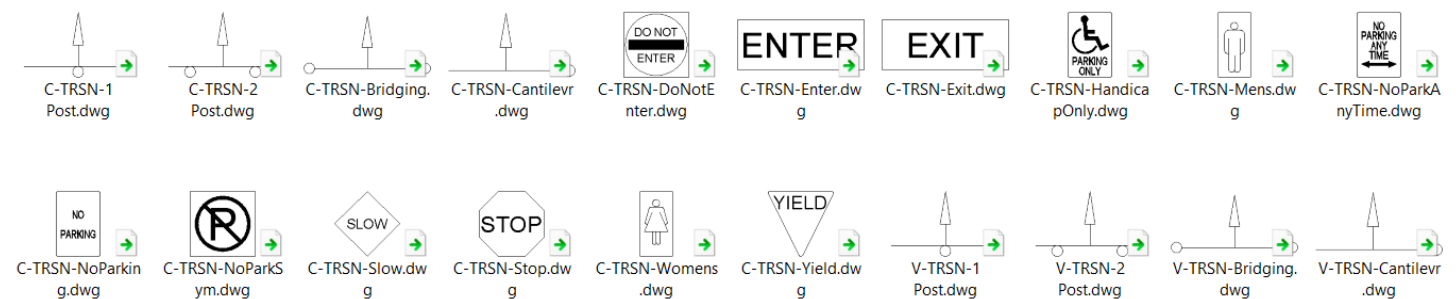 DO NOT
ENTER
ENTER
EXIT
PARKING
ONLY
NO
PARKING
ANY
TIME
C-TRSN-1
Post.dwg
C-TRSN-2
Post.dwg
C-TRSN-Bridging.
dwg
C-TRSN-Cantilevr
.dwg
C-TRSN-DoNotE
nter.dwg
C-TRSN-Enter.dw
g
C-TRSN-Exit.dwg
C-TRSN-Handica
pOnly.dwg
C-TRSN-Mens.dw
g
C-TRSN-NoParkA
nyTime.dwg
NO
PARKING
P
SLOW
STOP
YIELD
C-TRSN-NoParkin
g.dwg
C-TRSN-NoParkS
ym.dwg
C-TRSN-Slow.dw
g
C-TRSN-Stop.dw
g
C-TRSN-Womens
.dwg
C-TRSN-Yield.dw
g
V-TRSN-1
Post.dwg
V-TRSN-2
Post.dwg
V-TRSN-Bridging.
dwg
V-TRSN-Cantilevr
.dwg